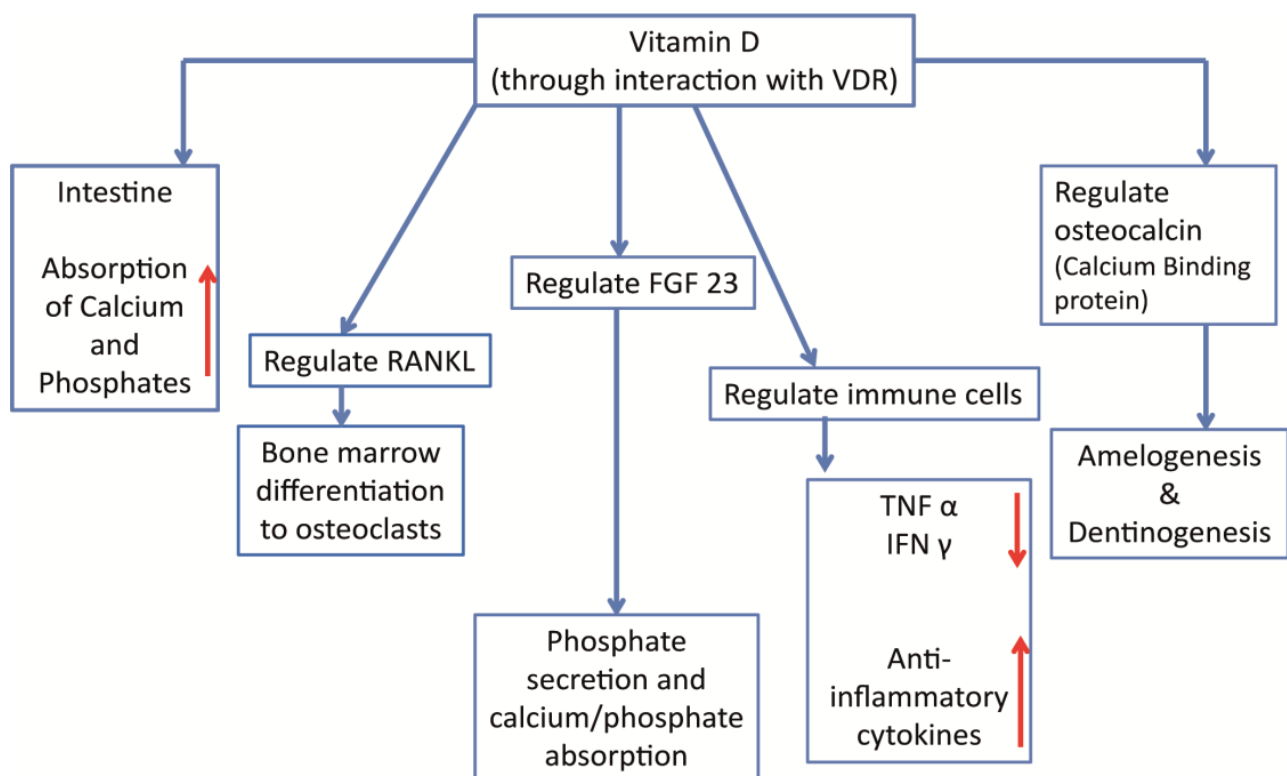 Vitamin D
(through interaction with VDR)
Intestine
Absorption
of Calcium
and
Phosphates
Regulate RANKL
Bone marrow
differentiation
to osteoclasts
Regulate FGF 23
Phosphate
secretion and
calcium/phosphate
absorption
Regulate immune cells
TNF α
IFN γ
Anti-
inflammatory
cytokines
Regulate
osteocalcin
(Calcium Binding
protein)
Amelogenesis
&
Dentinogenesis